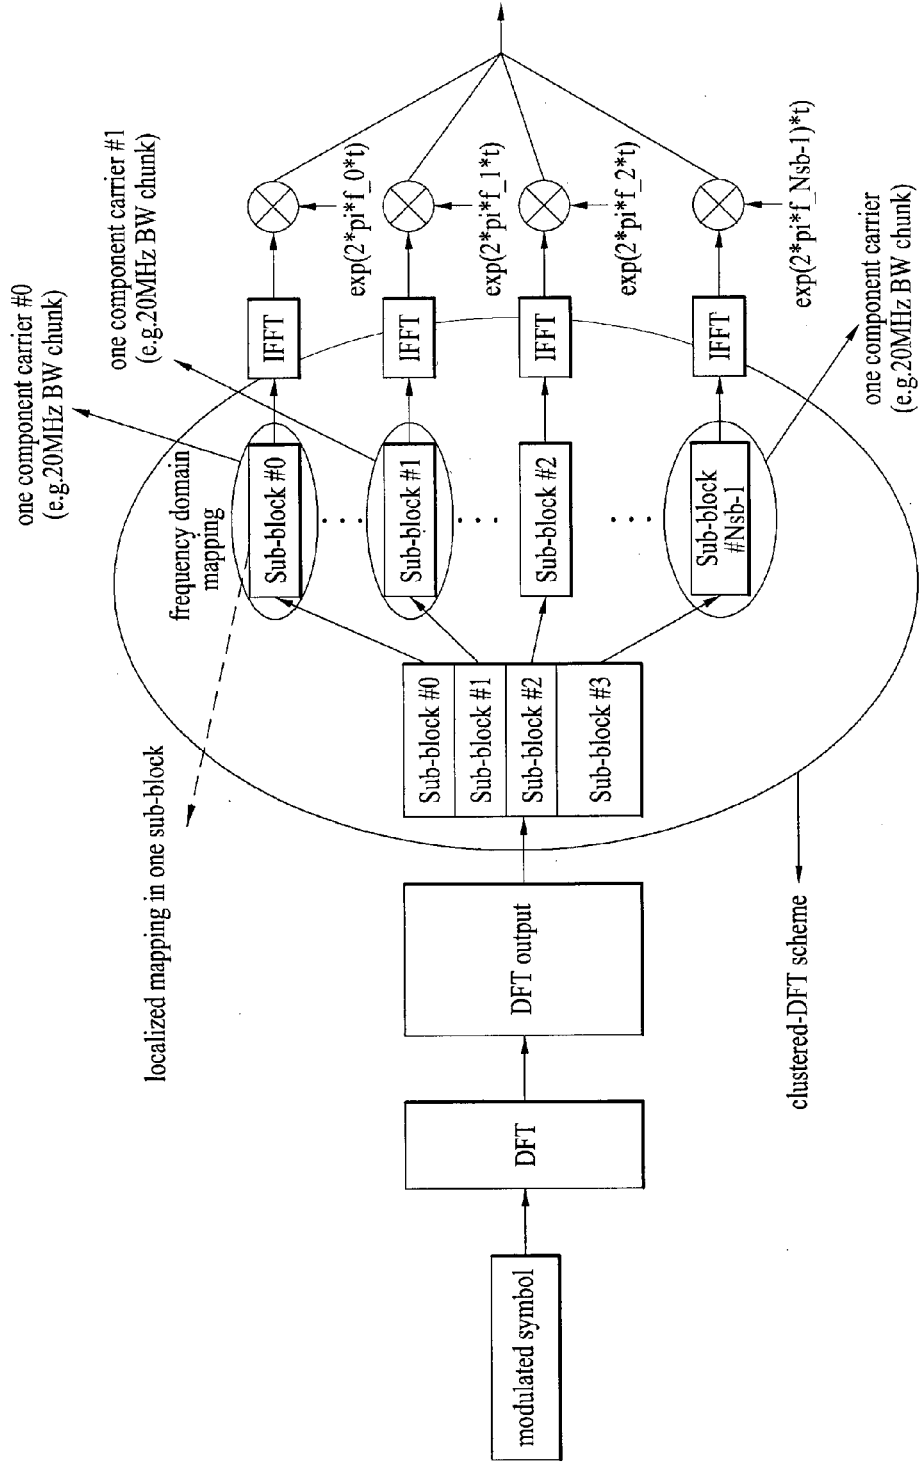 modulated symbol
DFT
DFT output
clustered-DFT scheme
localized mapping in one sub-block
Sub-block #0
Sub-block #1
Sub-block #2
Sub-block #3
frequency domain
mapping
Sub-block #0
Sub-block #1
Sub-block #2
Sub-block
#Nsb-1
one component carrier #0
(e.g.20MHz BW chunk)
one component carrier #1
(e.g.20MHz BW chunk)
one component carrier
(e.g.20MHz BW chunk)
IFFT
IFFT
IFFT
IFFT
exp(2*pi*f_0*t)
exp(2*pi*f_1*t)
exp(2*pi*f_2*t)
exp(2*pi*f_Nsb-1)*t)